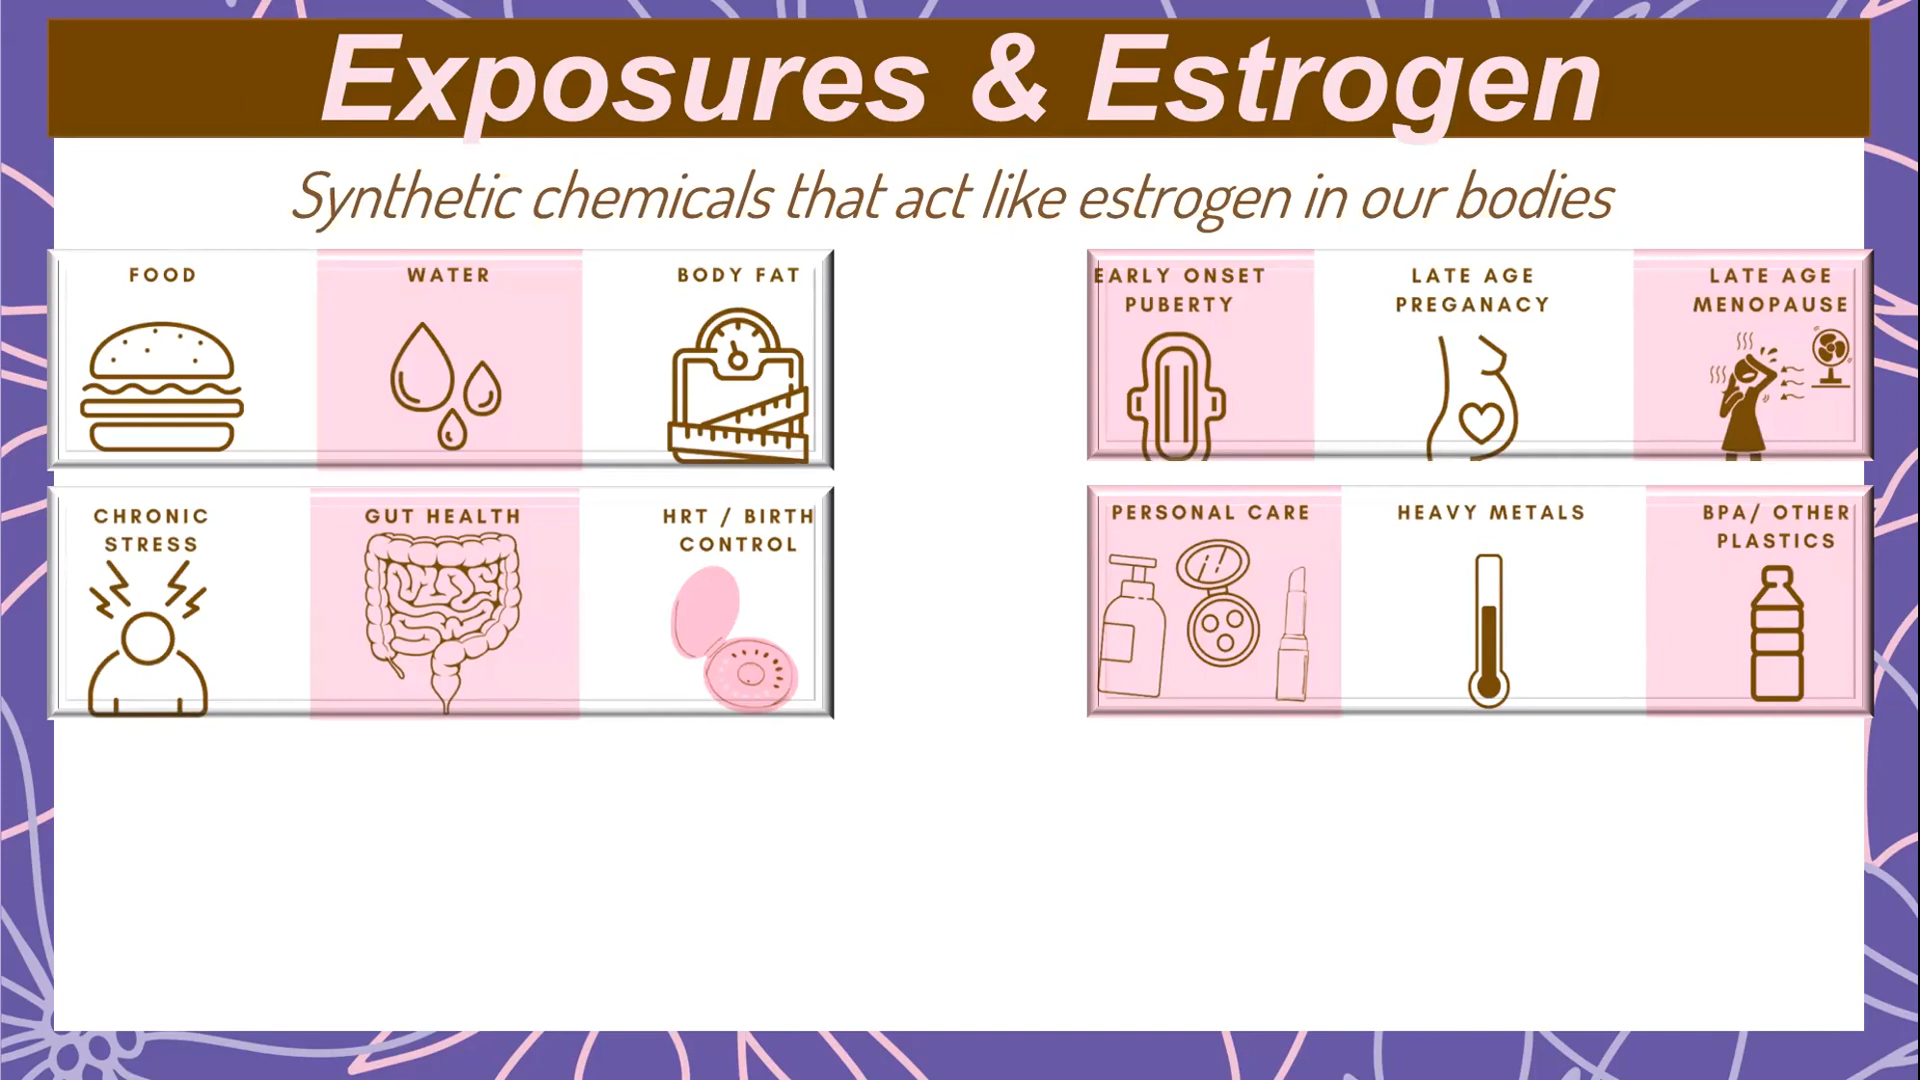 Exposures & Estrogen
Synthetic chemicals that act like estrogen in our bodies
FOOD
WATER
BODY FAT
EARLY ONSET
PUBERTY
LATE AGE
PREGANACY
LATE AGE
MENOPAUSE
CHRONIC
STRESS
GUT HEALTH
HRT / BIRTH
CONTROL
PERSONAL CARE
HEAVY METALS
BPA/ OTHER
PLASTICS